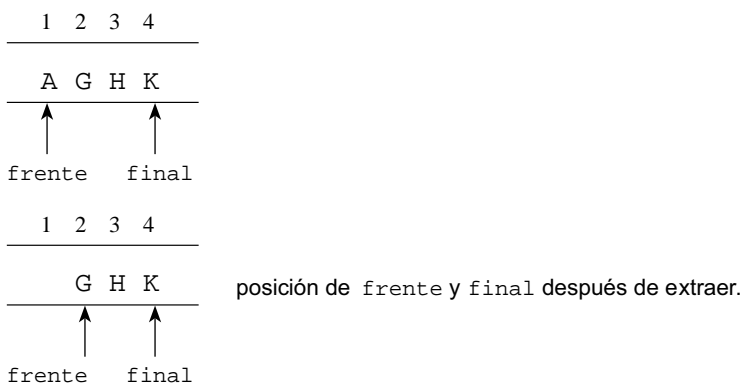 1 2 3 4
A G H K
frente final
1 2 3 4
G H K posición de frente y final después de extraer.
frente final